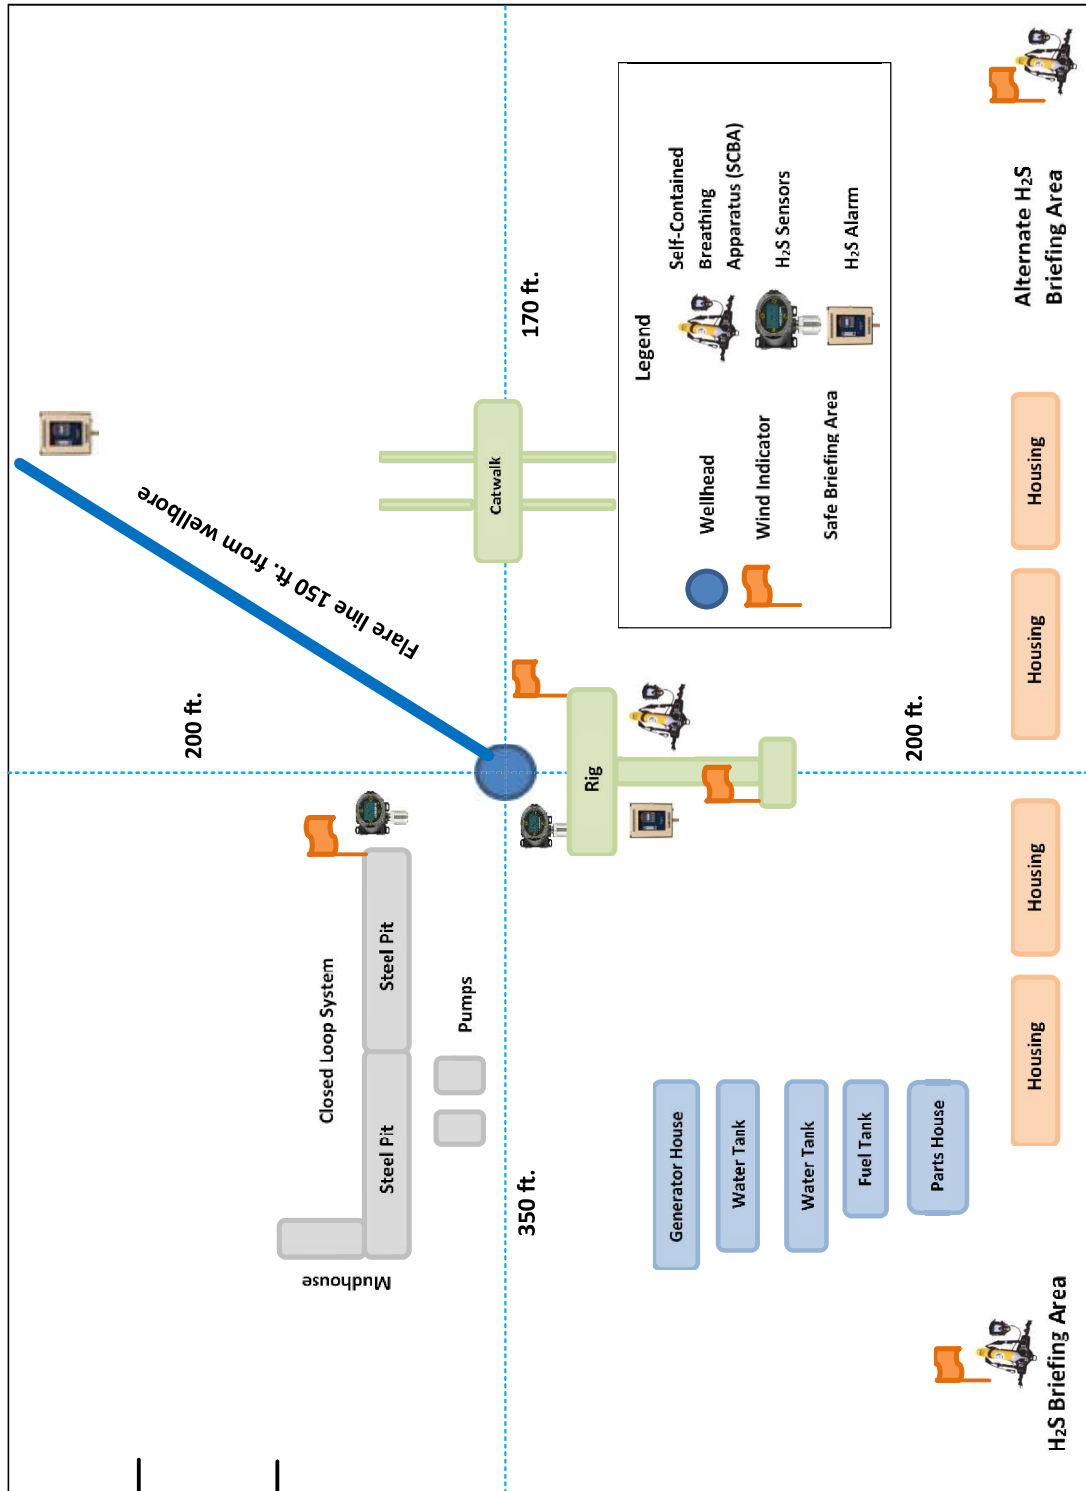 200 ft.
Flare line 150 ft. from wellbore
170 ft.
Catwalk
Closed Loop System
Steel Pit
Steel Pit
Mudhouse
Pumps
350 ft.
Rig
200 ft.
Generator House
Water Tank
Water Tank
Fuel Tank
Parts House
Legend
Wellhead
Wind Indicator
Safe Briefing Area
Self-Contained
Breathing
Apparatus (SCBA)
H₂S Sensors
H₂S Alarm
Housing
Housing
Housing
Housing
H₂S Briefing Area
Alternate H₂S
Briefing Area